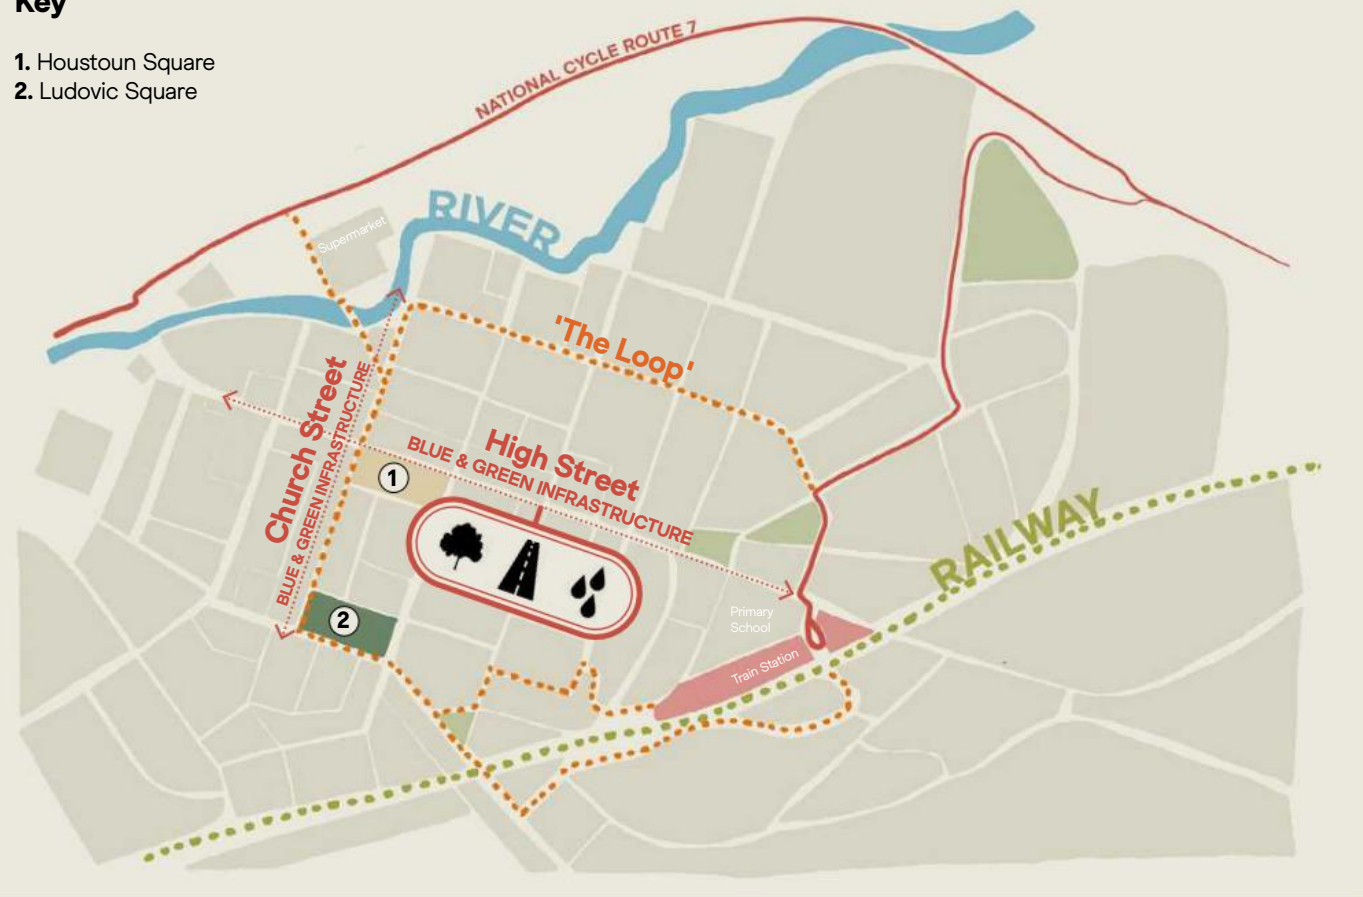 Key
1. Houstoun Square
2. Ludovic Square
NATIONAL CYCLE ROUTE 7
RIVER
Supermarket
'The Loop'
Church Street
BLUE & GREEN INFRASTRUCTURE
High Street
BLUE & GREEN INFRASTRUCTURE
1
2
RAILWAY
Primary
School
Train Station